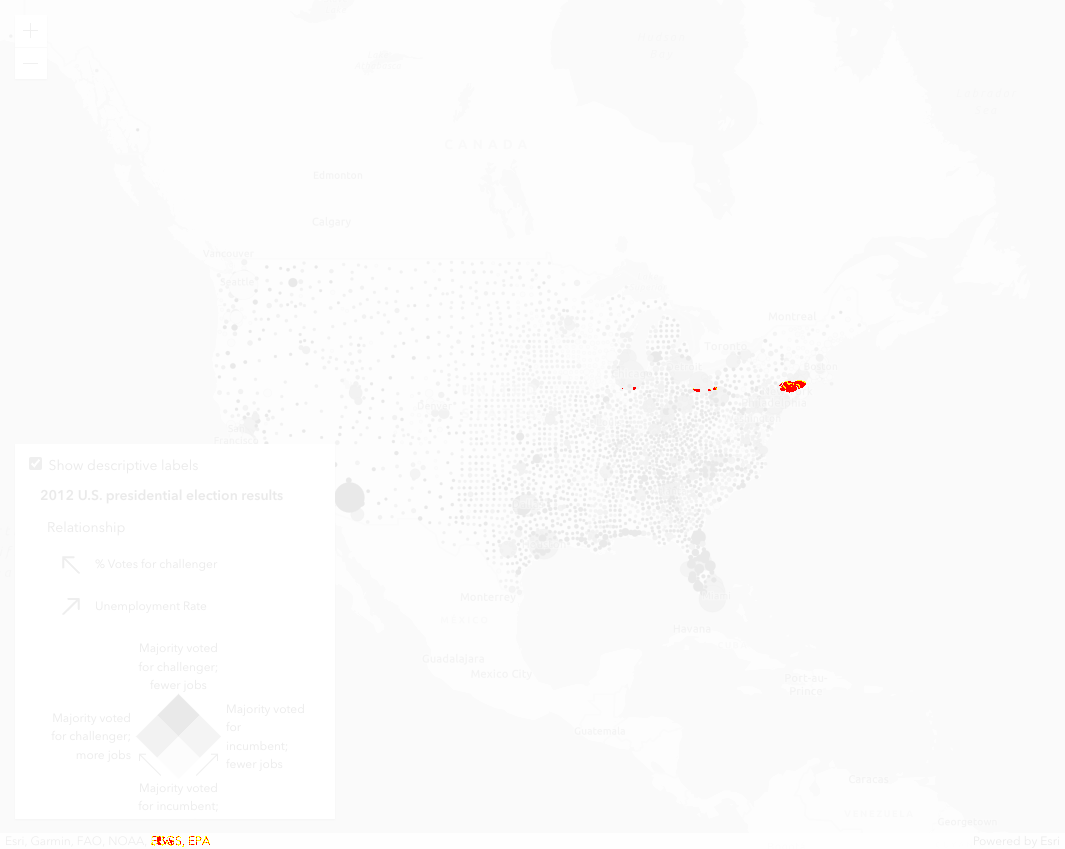 CANADA
Edmonton
Calgary
Vancouver
Seattle
Montreal
Toronto
San
Francisco
Show descriptive labels
2012 U.S. presidential election results
Relationship
% Votes for challenger
Unemployment Rate
Majority voted
for challenger;
fewer jobs
Majority voted
for challenger;
more jobs
Majority voted
for
incumbent;
fewer jobs
Majority voted
for incumbent;
Monterrey
MÉXICO
Havana
Guadalajara
Mexico City
Port-au-
Prince
Guatemala
Caracas
Georgetown
Esri, Garmin, FAO, NOAA, EPA
Powered by Esri